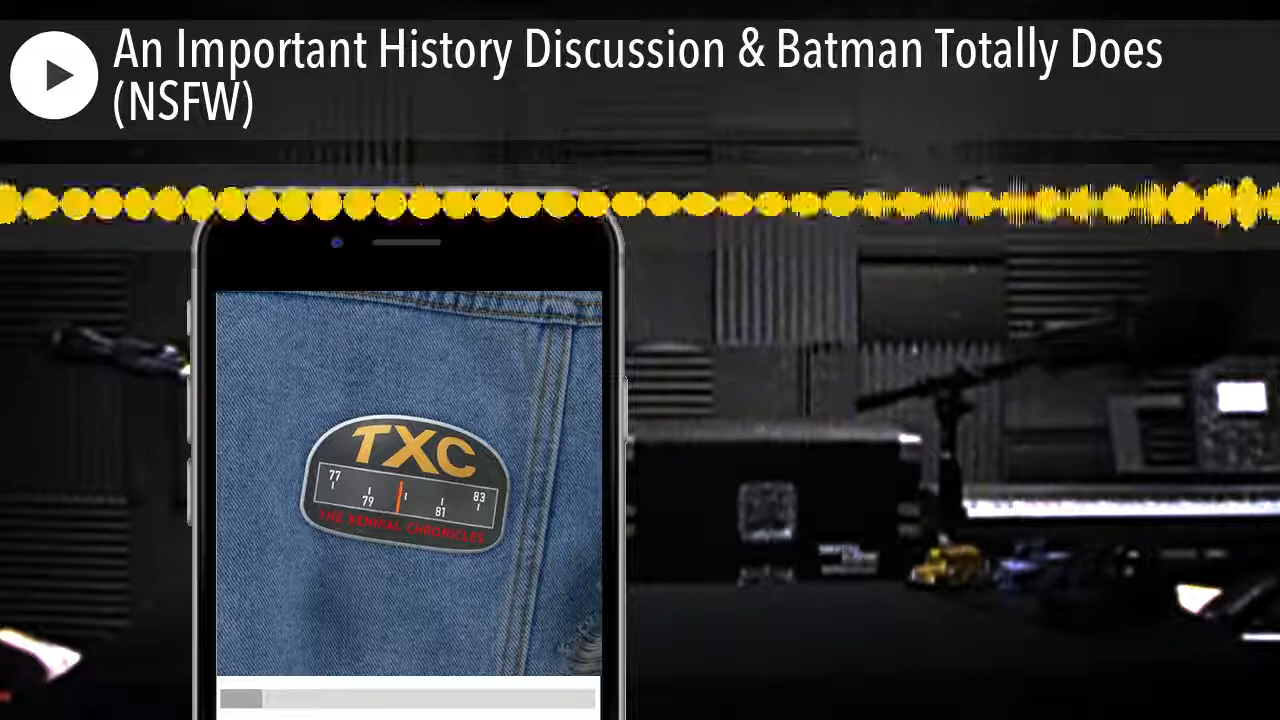 An Important History Discussion & Batman Totally Does
(NSFW)
TXC
77 79 81 83
THE XENNIAL CHRONICLES